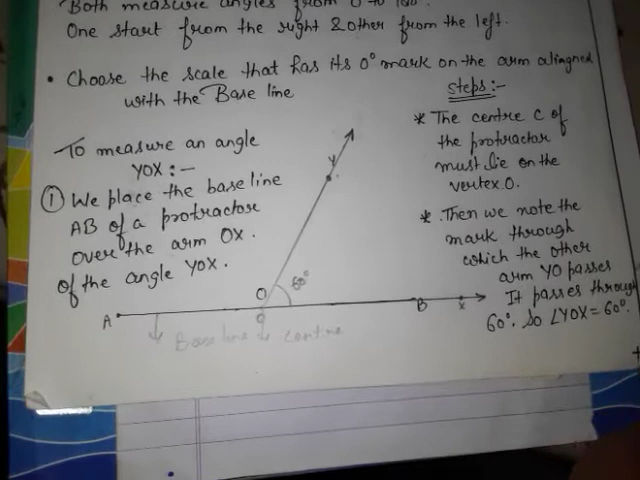 Both measure angles from 0 to 180.
One start from the right & other from the left.
• Choose the scale that has its 0° mark on the arm alingned
with the Base line
To measure an angle
YOX :-
① We place the base line
AB of a protractor
over the arm OX.
of the angle YOX.
Y
O
60°
A
B
X
Base line
Centre
Steps:-
* The centre C of
the protractor
must lie on the
vertex O.
* Then we note the
mark through
which the other
arm YO passes
It passes through
60°. So ∠YOX = 60°.